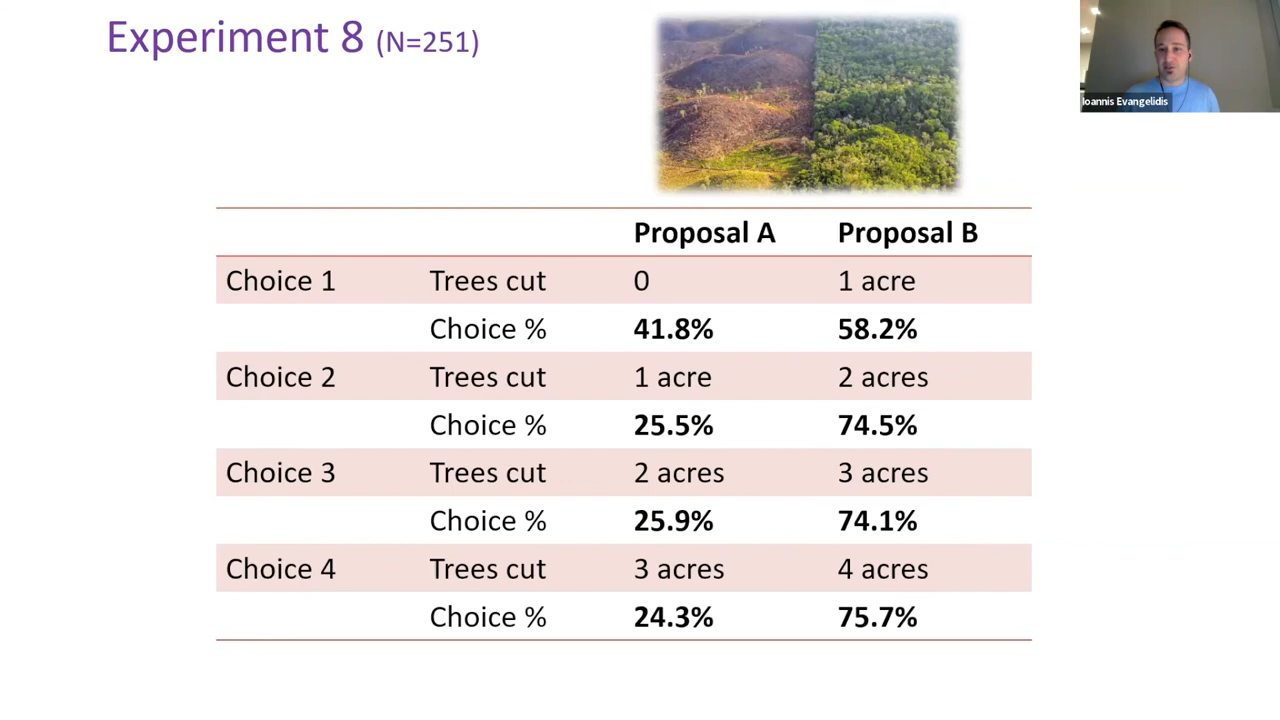 Experiment 8 (N=251)
Ioannis Evangelidis
Proposal A Proposal B
Choice 1 Trees cut 0 1 acre
Choice % 41.8% 58.2%
Choice 2 Trees cut 1 acre 2 acres
Choice % 25.5% 74.5%
Choice 3 Trees cut 2 acres 3 acres
Choice % 25.9% 74.1%
Choice 4 Trees cut 3 acres 4 acres
Choice % 24.3% 75.7%